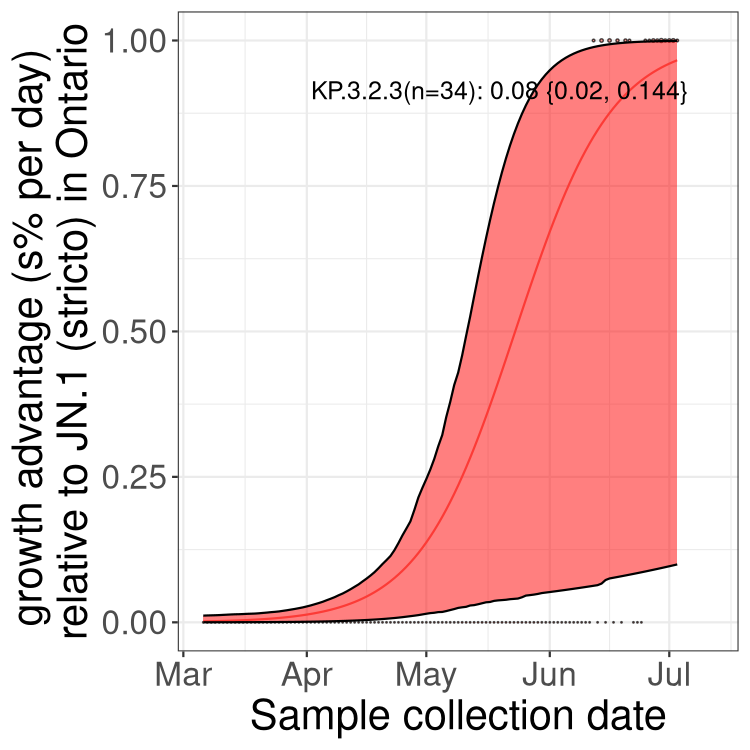 growth advantage (s% per day)
relative to JN.1 (stricto) in Ontario
1.00
0.75
0.50
0.25
0.00
KP.3.2.3(n=34): 0.08 {0.02, 0.144}
Mar Apr May Jun Jul
Sample collection date